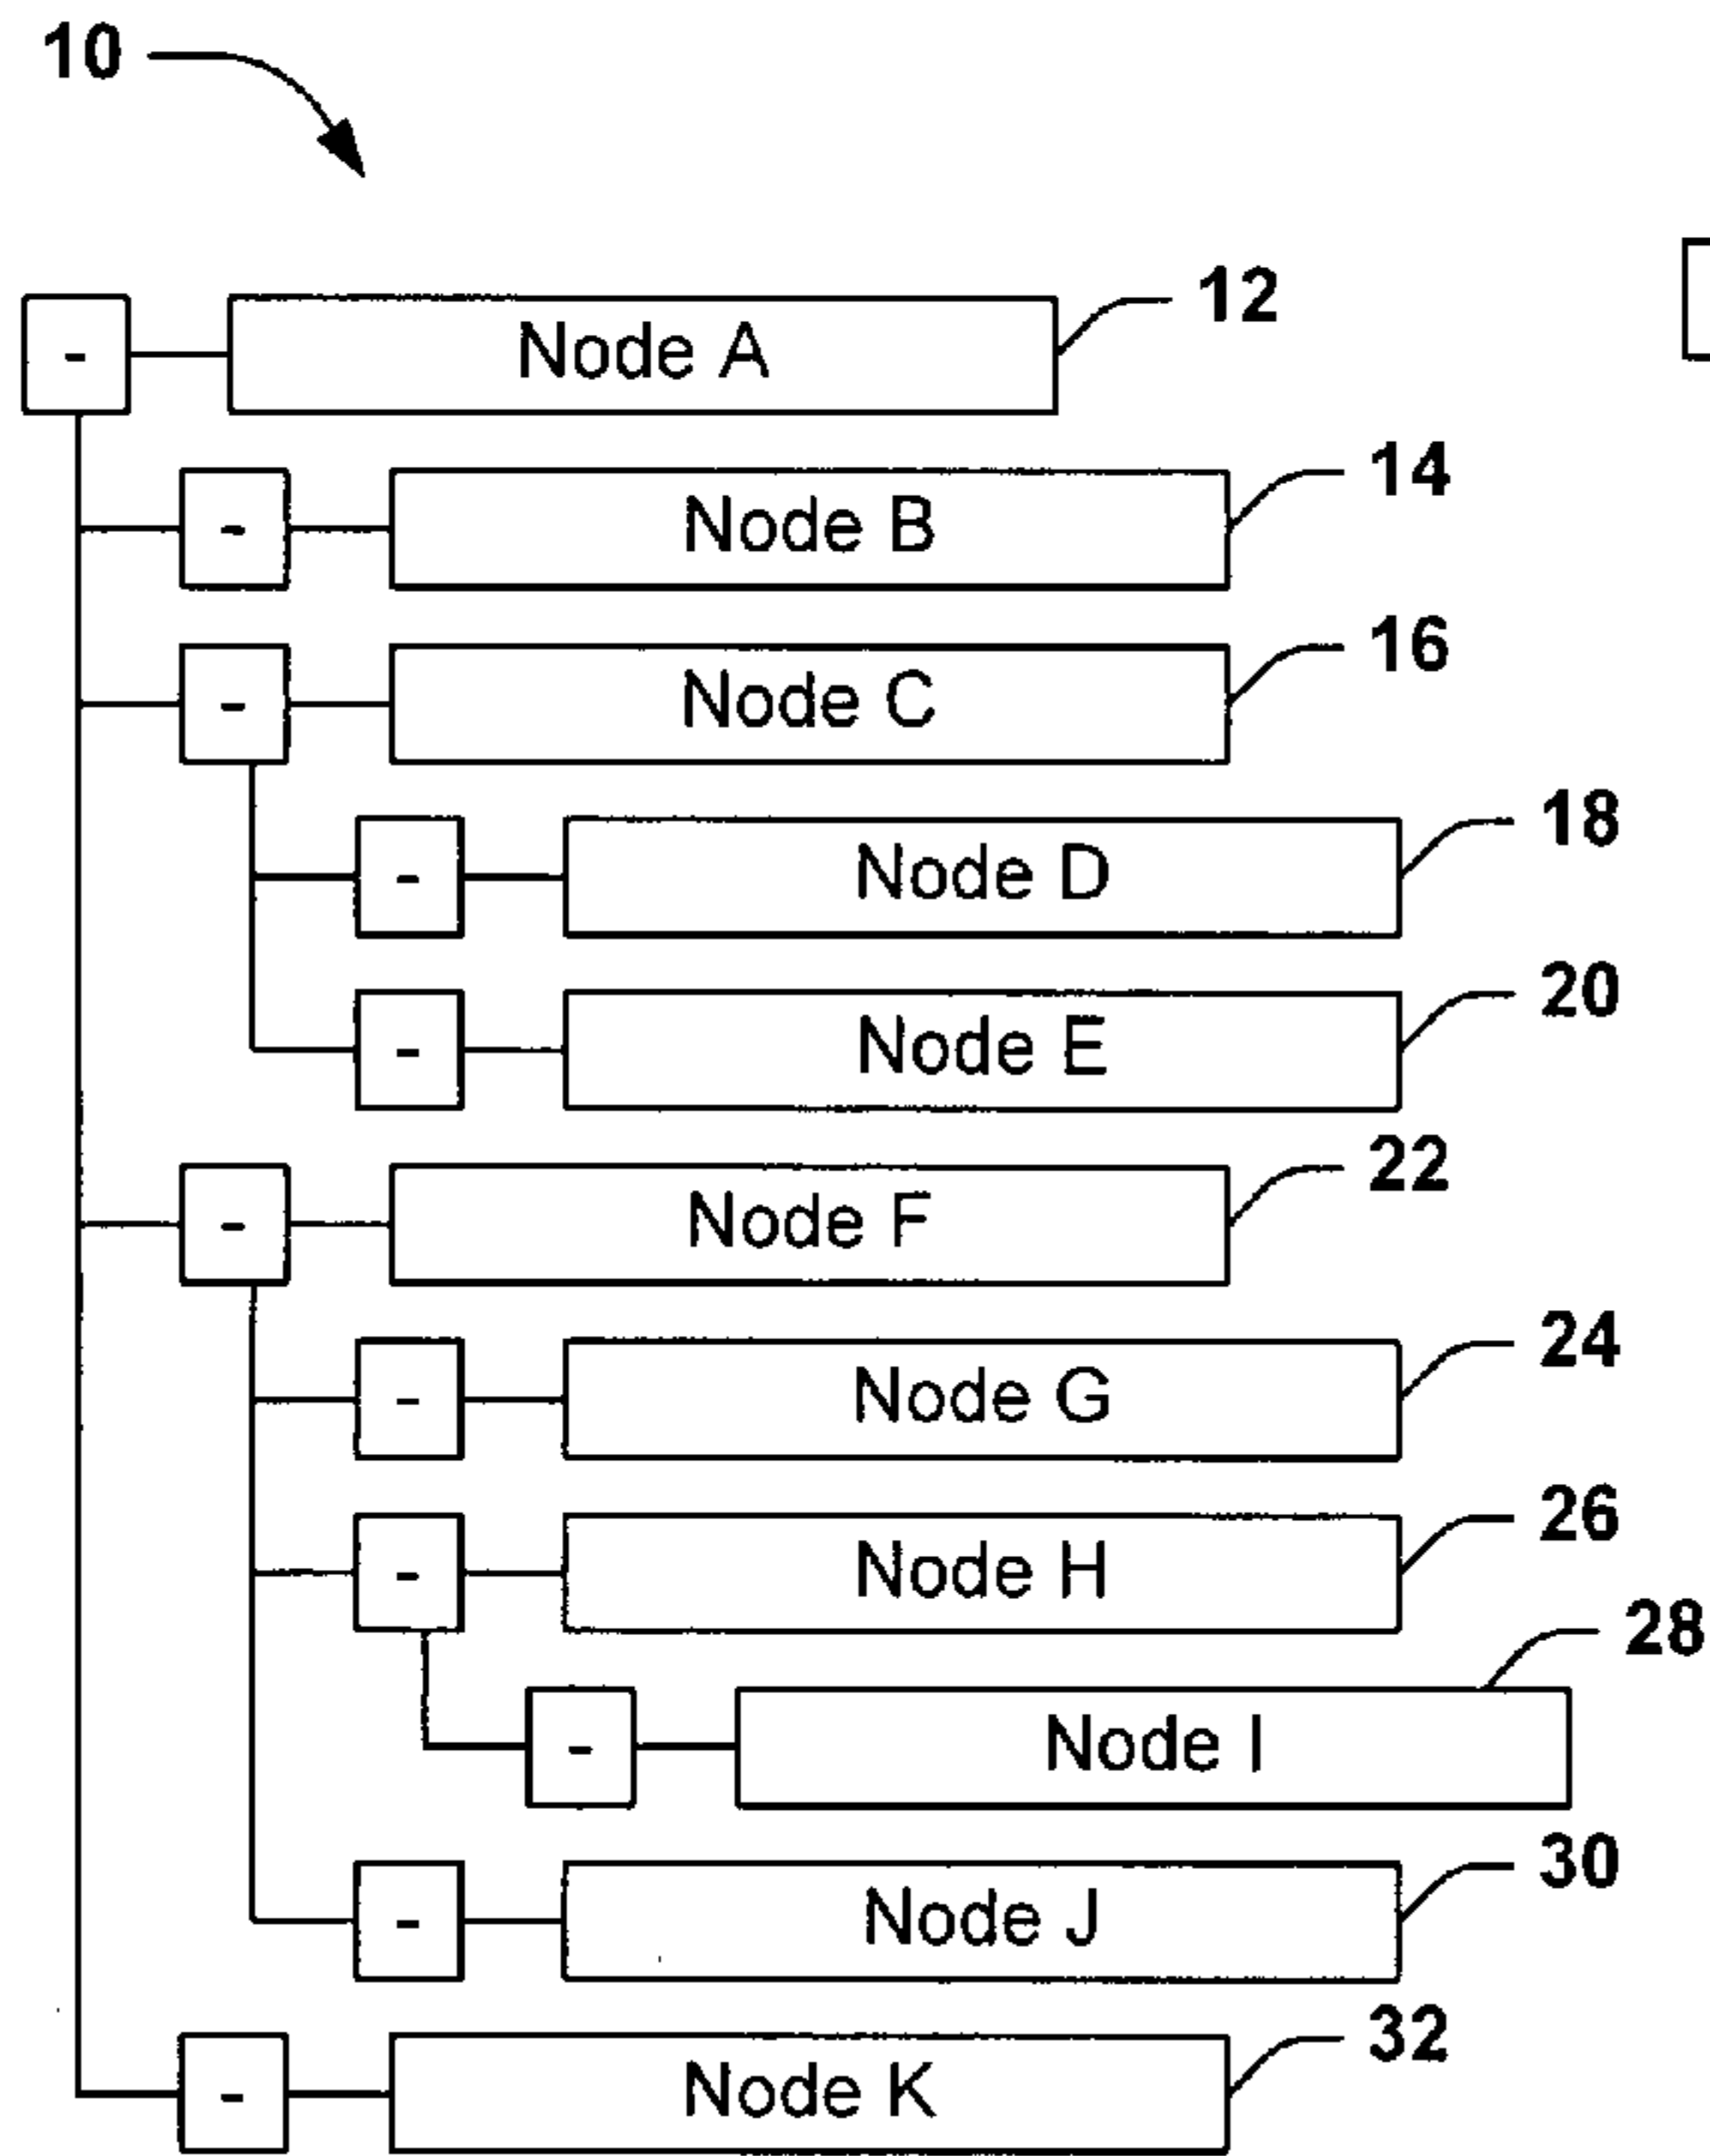 10
- Node A 12
- Node B 14
- Node C 16
- Node D 18
- Node E 20
- Node F 22
- Node G 24
- Node H 26
28
- Node I
- Node J 30
- Node K 32